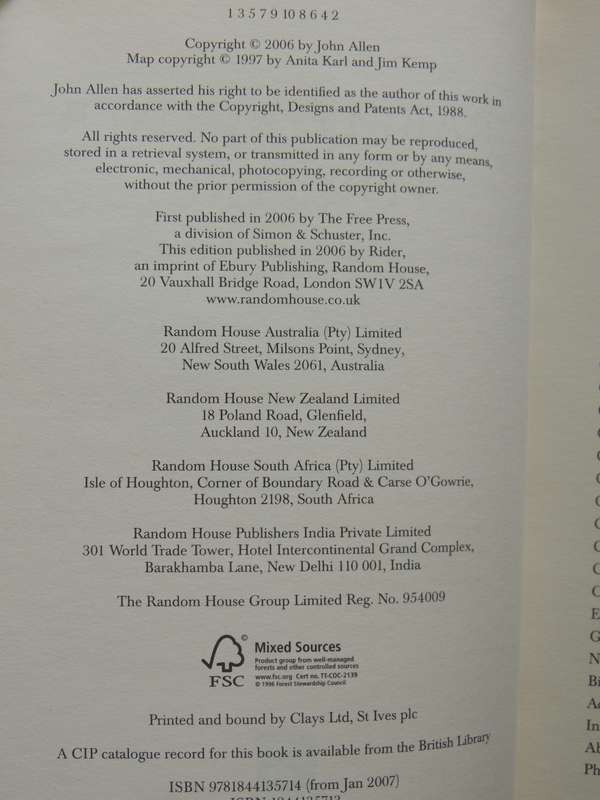 1 3 5 7 9 10 8 6 4 2
Copyright © 2006 by John Allen
Map copyright © 1997 by Anita Karl and Jim Kemp
John Allen has asserted his right to be identified as the author of this work in
accordance with the Copyright, Designs and Patents Act, 1988.
All rights reserved. No part of this publication may be reproduced,
stored in a retrieval system, or transmitted in any form or by any means,
electronic, mechanical, photocopying, recording or otherwise,
without the prior permission of the copyright owner.
First published in 2006 by The Free Press,
a division of Simon & Schuster, Inc.
This edition published in 2006 by Rider,
an imprint of Ebury Publishing, Random House,
20 Vauxhall Bridge Road, London SW1V 2SA
www.randomhouse.co.uk
Random House Australia (Pty) Limited
20 Alfred Street, Milsons Point, Sydney,
New South Wales 2061, Australia
Random House New Zealand Limited
18 Poland Road, Glenfield,
Auckland 10, New Zealand
Random House South Africa (Pty) Limited
Isle of Houghton, Corner of Boundary Road & Carse O'Gowrie,
Houghton 2198, South Africa
Random House Publishers India Private Limited
301 World Trade Tower, Hotel Intercontinental Grand Complex,
Barakhamba Lane, New Delhi 110 001, India
The Random House Group Limited Reg. No. 954009
©
FSC
Mixed Sources
Product group from well-managed
forests and other controlled sources
www.fsc.org Cert no. TT-COC-2139
© 1996 Forest Stewardship Council
Printed and bound by Clays Ltd, St Ives plc
A CIP catalogue record for this book is available from the British Library
ISBN 9781844135714 (from Jan 2007)
E
G
N
Bi
In
Ab
Ph